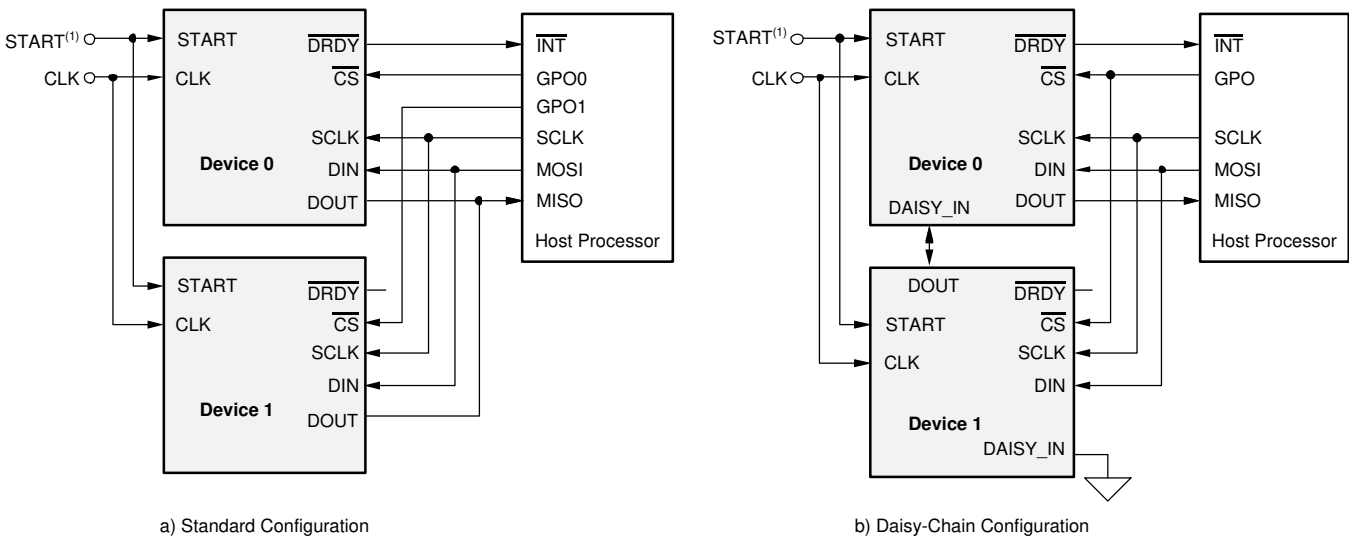 START(1)
CLK
START
CLK
DRDY
CS
SCLK
DIN
DOUT
Device 0
INT
GPO0
GPO1
SCLK
MOSI
MISO
Host Processor
START
CLK
DRDY
CS
SCLK
DIN
DOUT
Device 1
a) Standard Configuration
START(1)
CLK
START
CLK
DRDY
CS
SCLK
DIN
DOUT
Device 0
DAISY_IN
INT
GPO
SCLK
MOSI
MISO
Host Processor
DOUT
START
CLK
DRDY
CS
SCLK
DIN
Device 1
DAISY_IN
b) Daisy-Chain Configuration